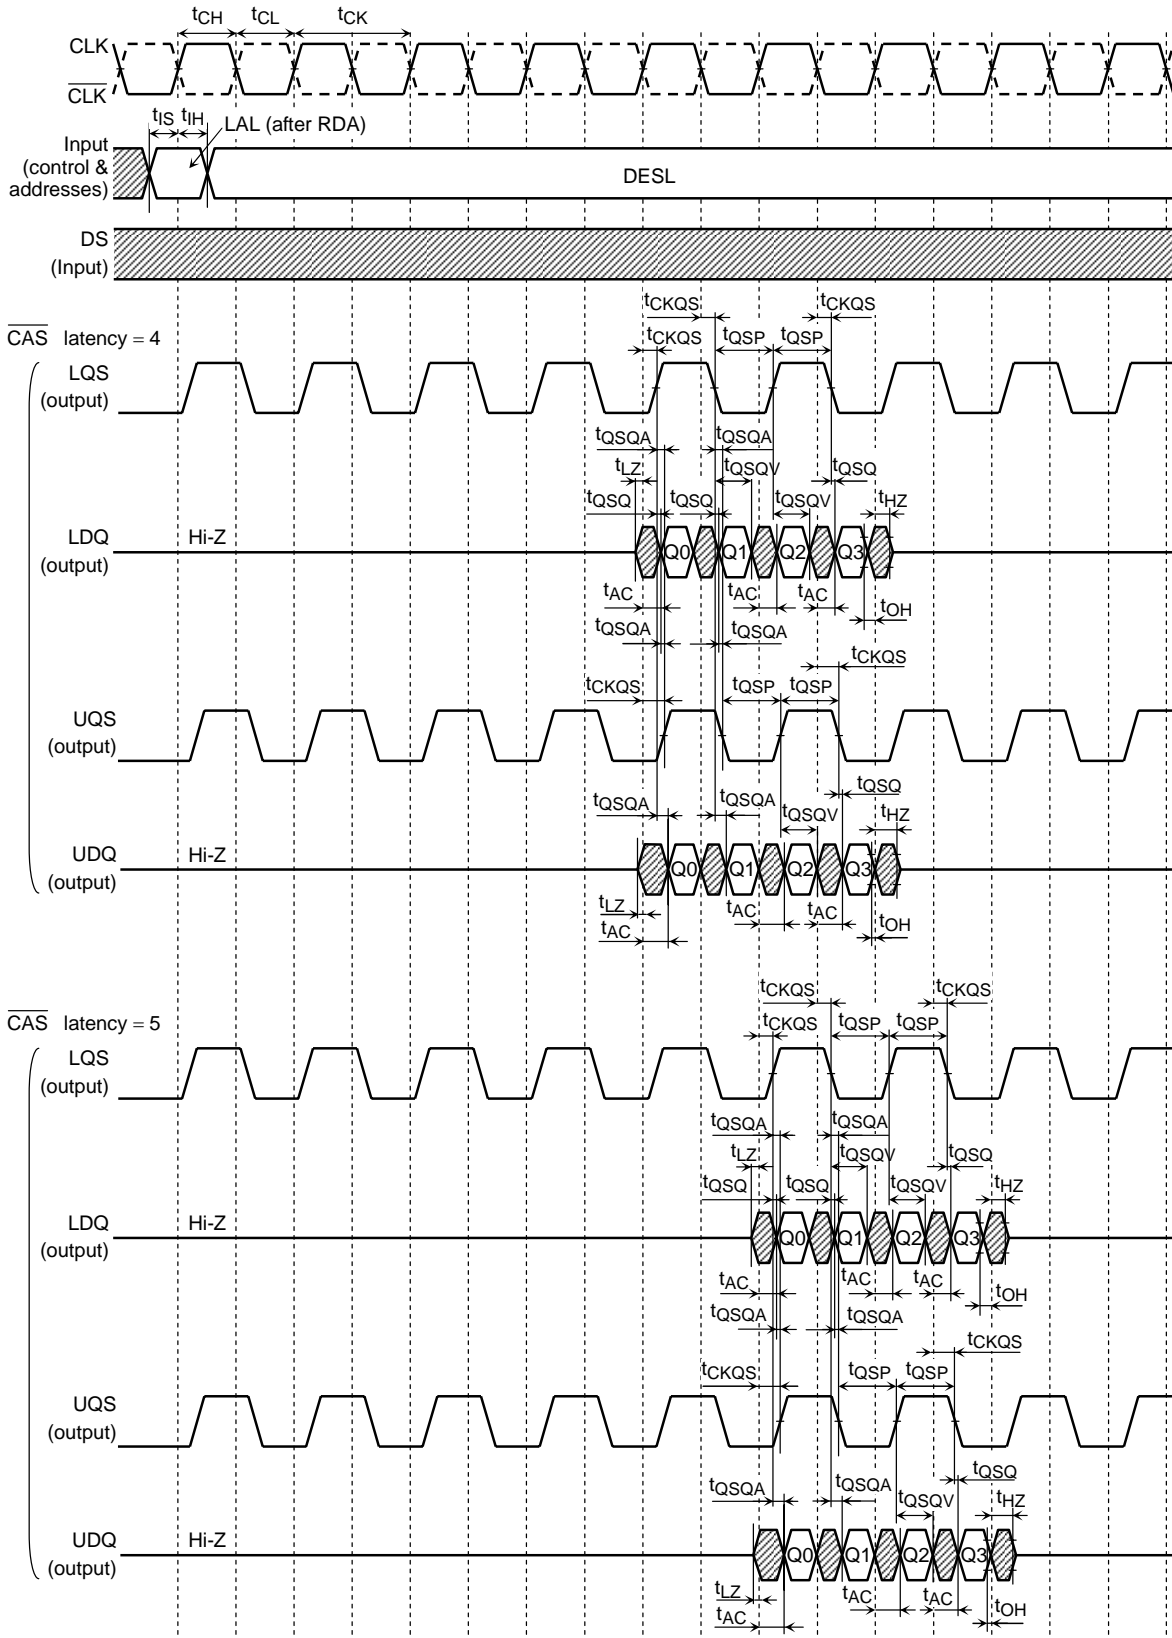 tCH tCL tCK
CLK
CLK
tIS tIH LAL (after RDA)
Input
(control &
addresses)
DESL
DS
(Input)
tCKQS tCKQS
CAS latency = 4
tCKQS tQSP tQSP
LQS
(output)
tQSQA tQSQA
tLZ tQSQV tQSQ
tQSQ tQSQ tQSQV tHZ
LDQ
(output)
Hi-Z
Q0 Q1 Q2 Q3
tAC tAC tAC tOH
tQSQA tQSQA
tCKQS
tCKQS tQSP tQSP
UQS
(output)
tQSQ
tQSQA tQSQA tQSQV tHZ
UDQ
(output)
Hi-Z
Q0 Q1 Q2 Q3
tLZ tAC tAC tOH
tAC
tCKQS tCKQS
CAS latency = 5
tCKQS tQSP tQSP
LQS
(output)
tQSQA tQSQA
tLZ tQSQV tQSQ
tQSQ tQSQ tQSQV tHZ
LDQ
(output)
Hi-Z
Q0 Q1 Q2 Q3
tAC tAC tAC tOH
tQSQA tQSQA
tCKQS
tCKQS tQSP tQSP
UQS
(output)
tQSQ
tQSQA tQSQA tQSQV tHZ
UDQ
(output)
Hi-Z
Q0 Q1 Q2 Q3
tLZ tAC tAC tOH
tAC